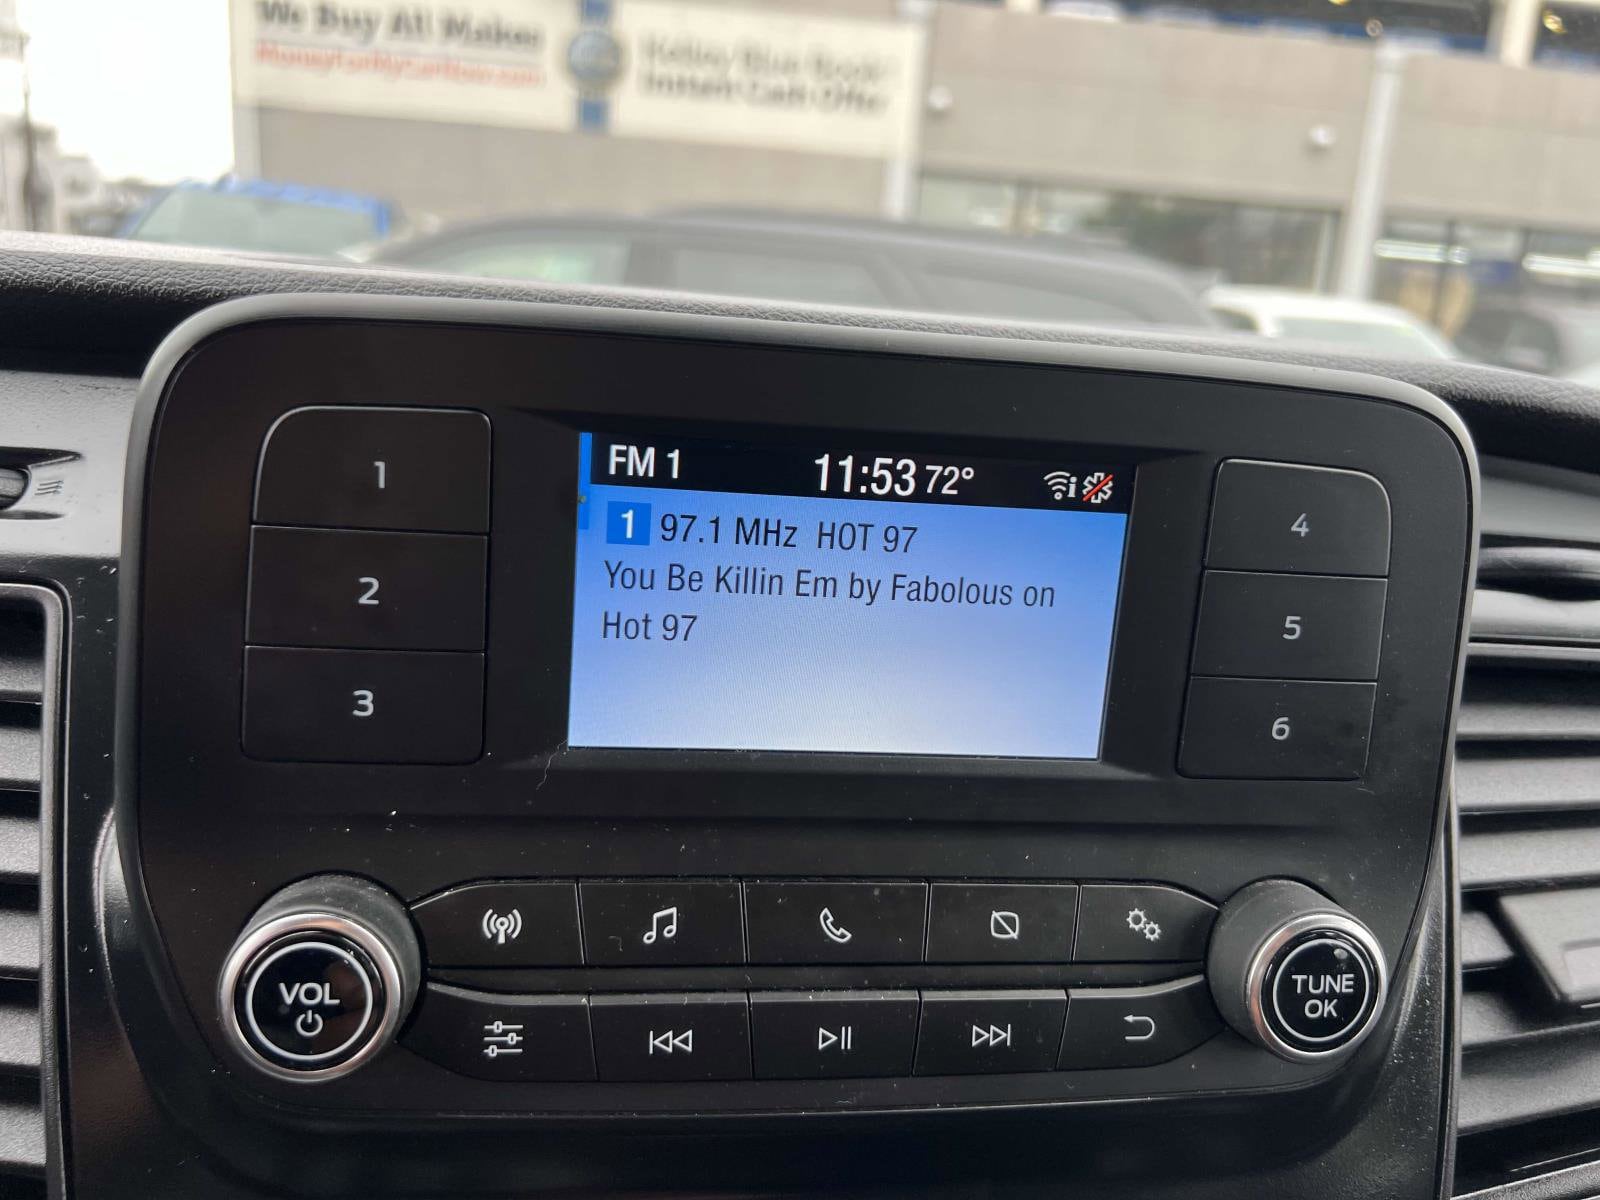 We Buy All Makes
MoneyForMyCarNow.com
Kelley Blue Book
Instant Cash Offer
FM 1 11:53 72°
1 97.1 MHz HOT 97
You Be Killin Em by Fabolous on
Hot 97
1
2
3
4
5
6
VOL
TUNE
OK